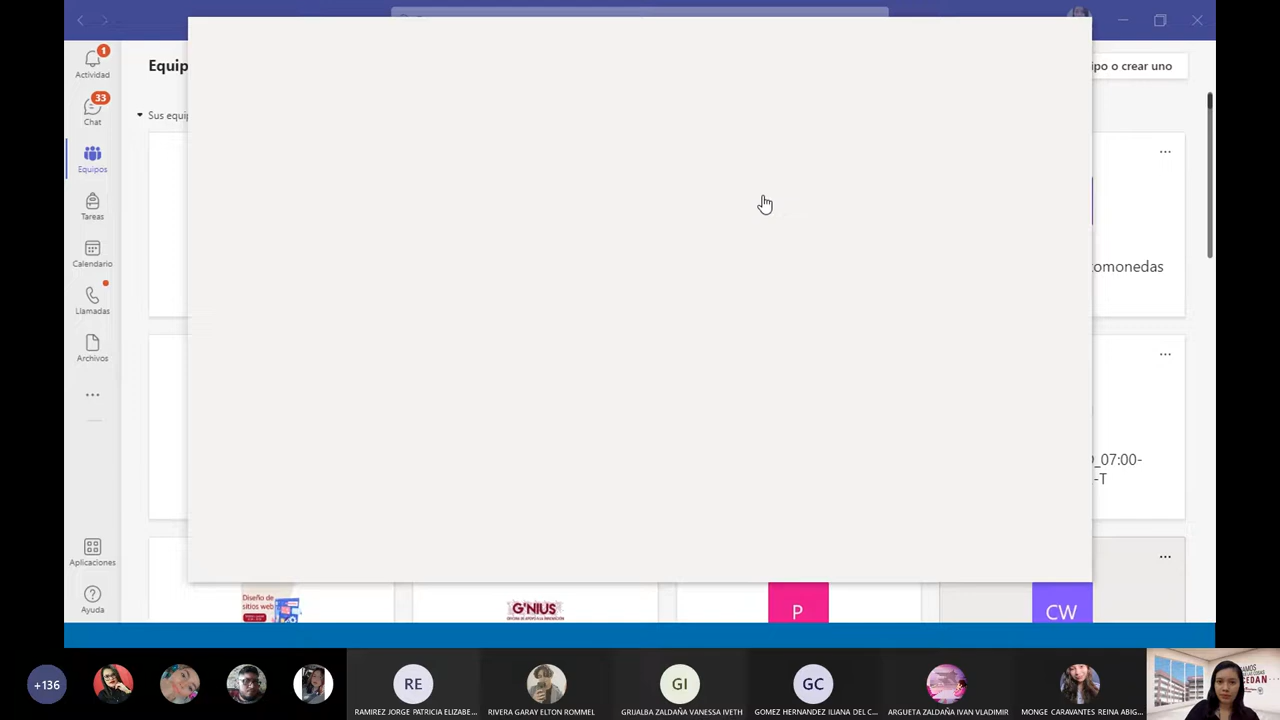 Actividad
1
Chat
33
Equipos
Tareas
Calendario
Llamadas
Archivos
Aplicaciones
Ayuda
Equip
ipo o crear uno
Sus equip
tomonedas
_07:00-
-T
Diseño de
sitios web
G'NIUS
P
CW
+136
RE
GI
GC
RAMIREZ JORGE PATRICIA ELIZABE...
RIVERA GARAY ELTON ROMMEL
GRIJALBA ZALDAÑA VANESSA IVETH
GOMEZ HERNANDEZ ILIANA DEL C...
ARGUETA ZALDAÑA IVAN VLADIMIR
MONGE CARAVANTES REINA ABIG...